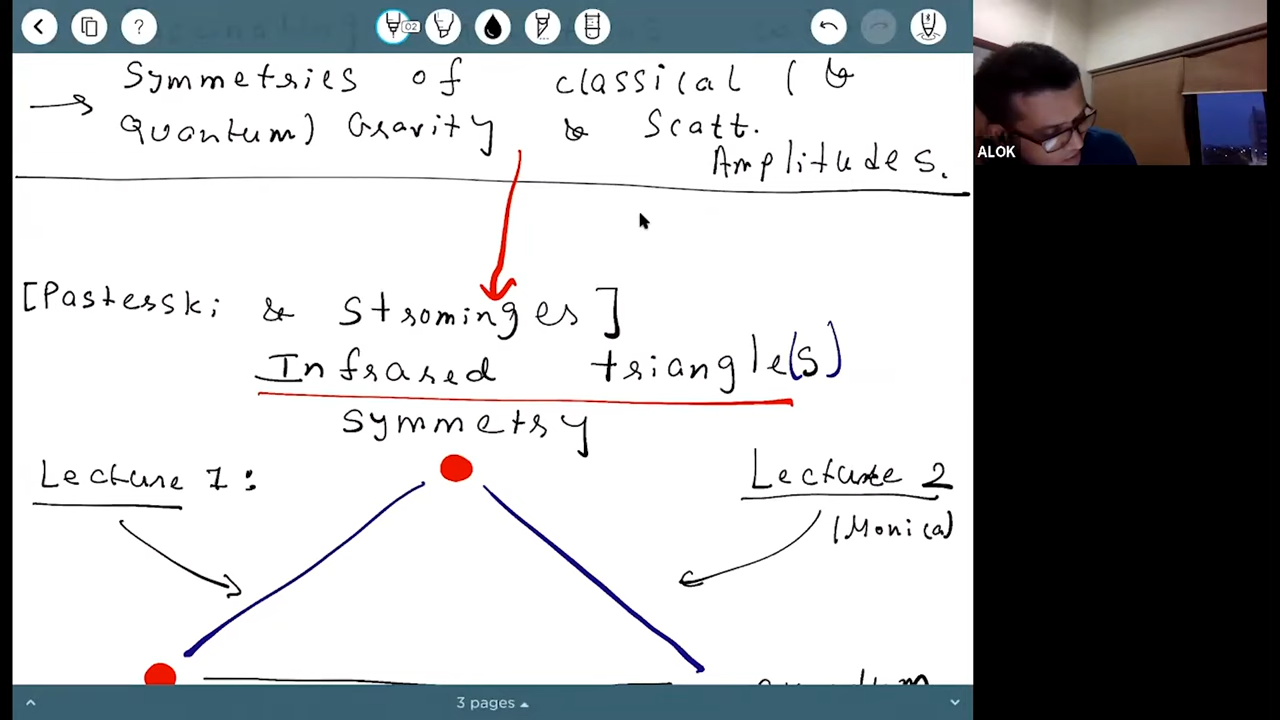 02
ALOK
→ Symmetries of classical (&
Quantum) Gravity & Scatt.
Amplitudes.
[Pasterski & Strominger]
Infrared triangle(s)
Symmetry
Lecture 1:
Lecture 2
(Monica)
3 pages